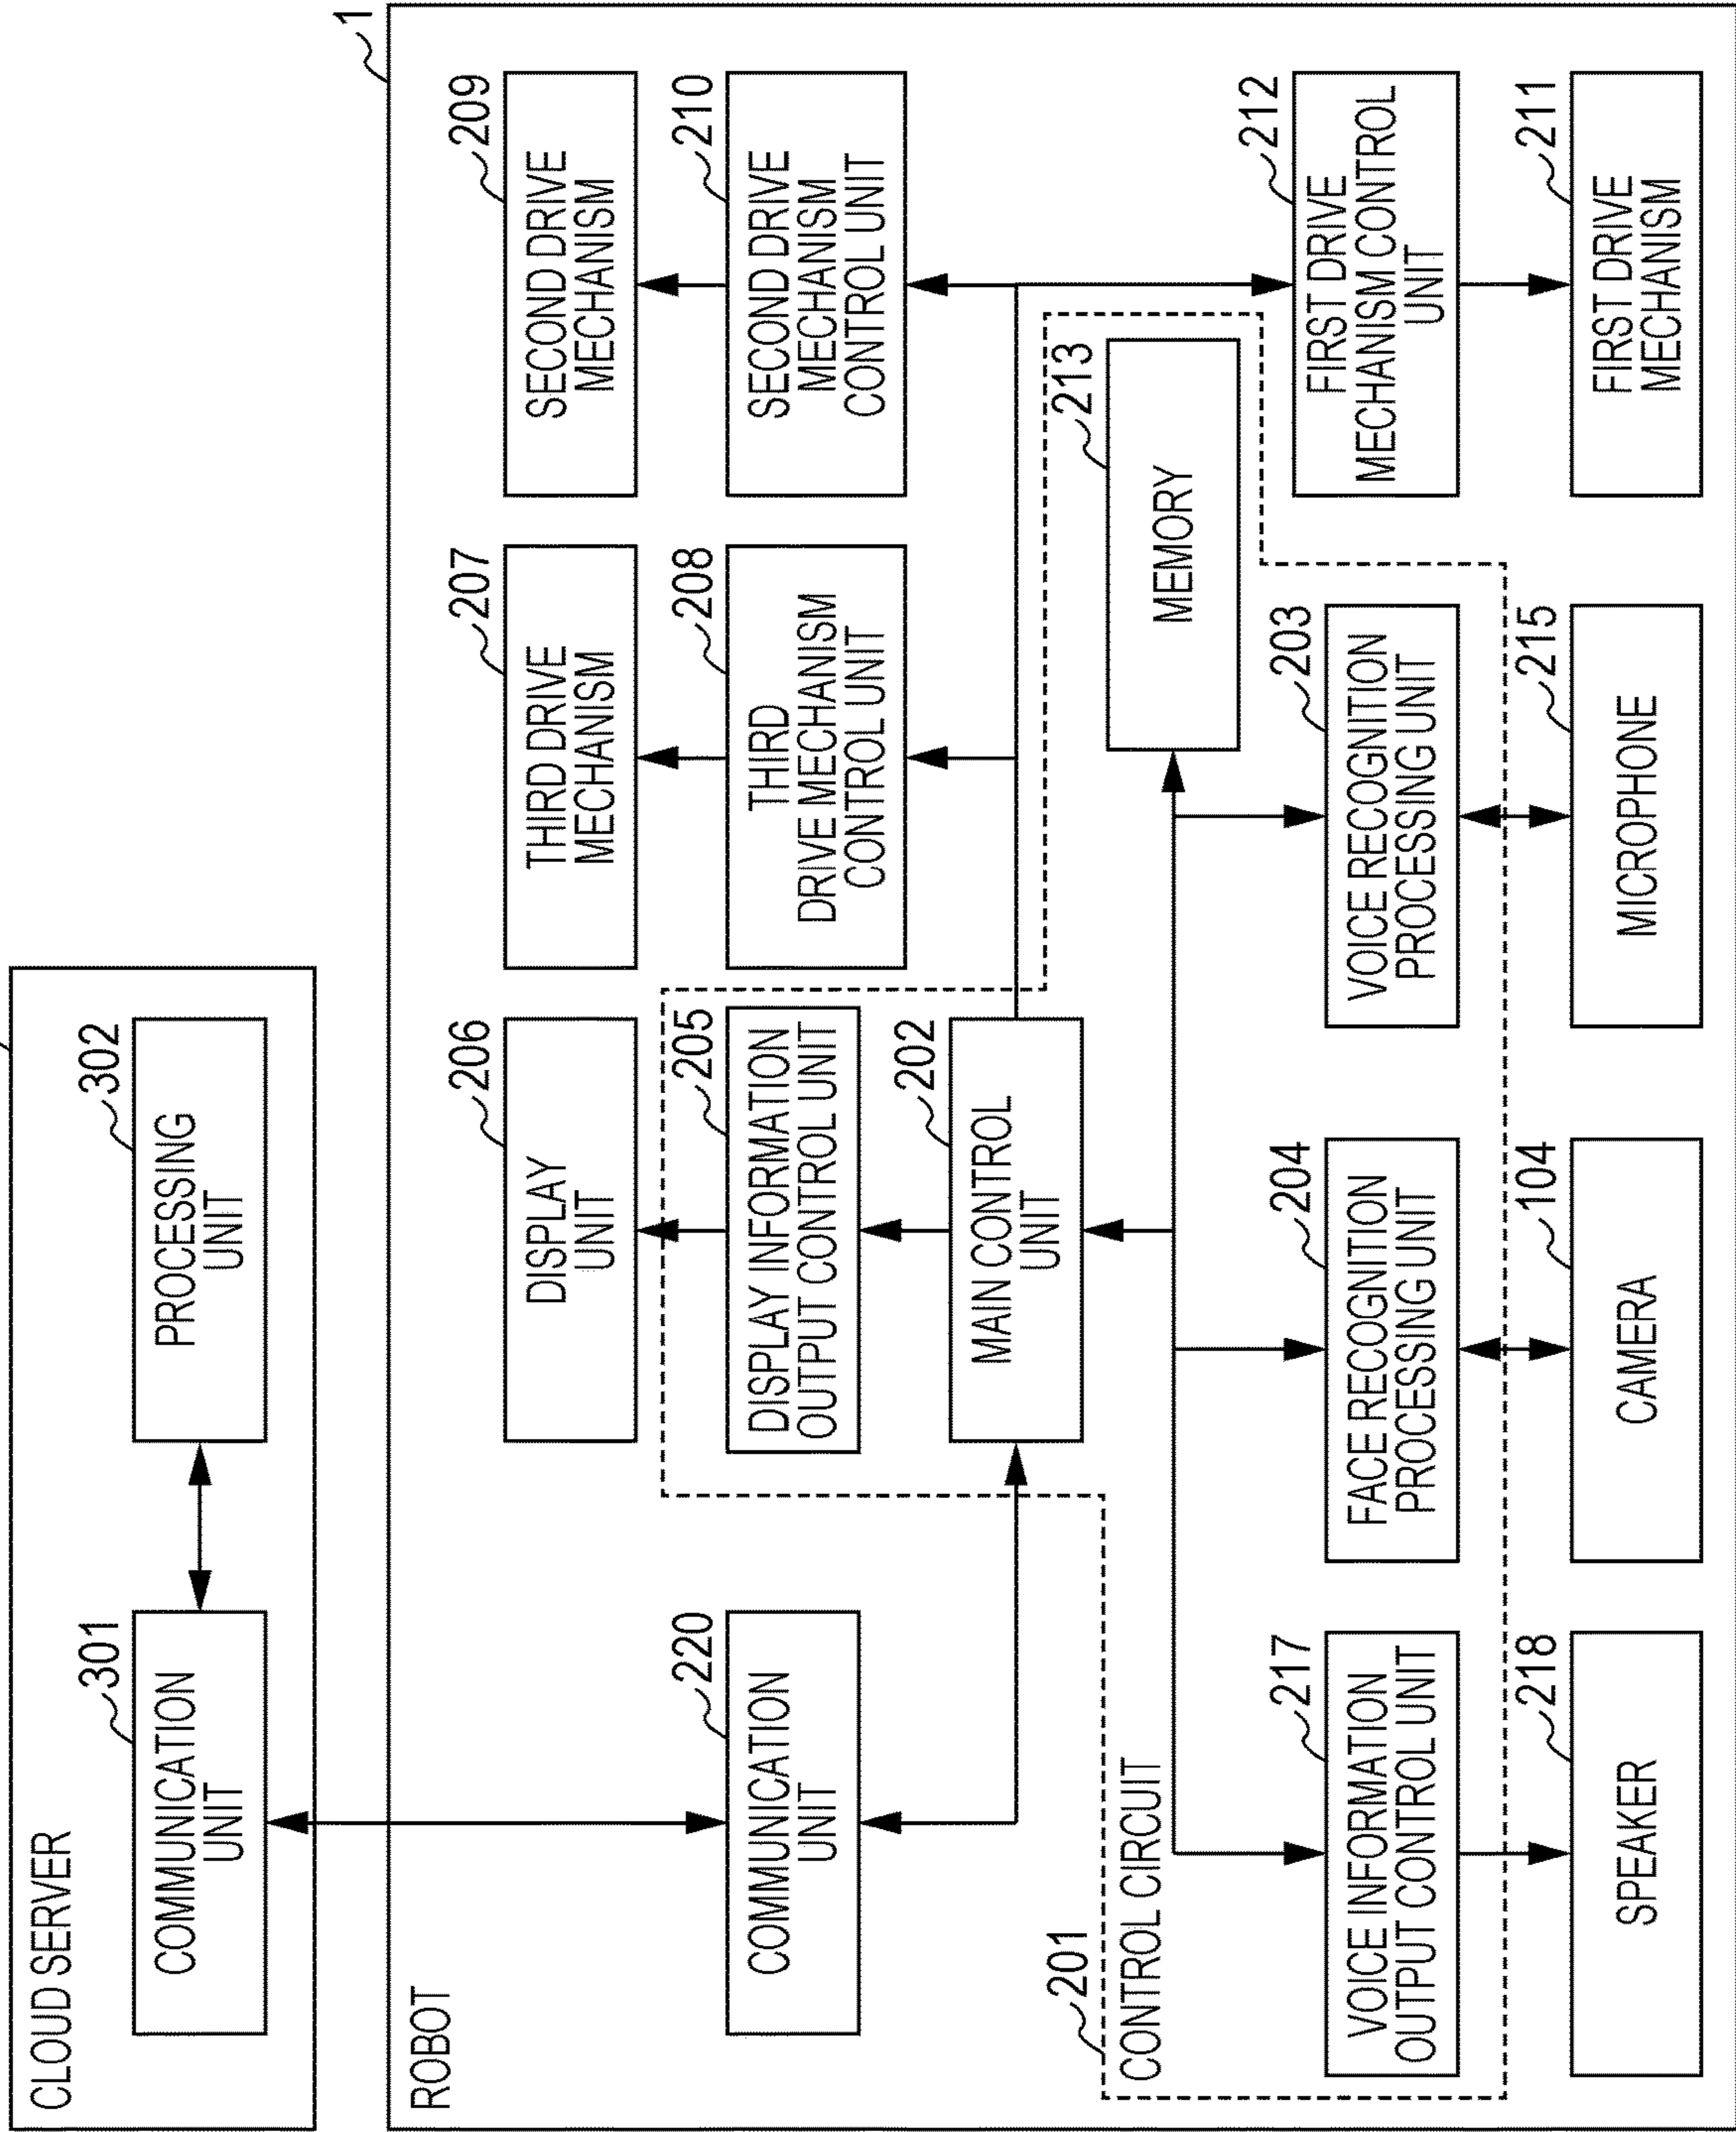 CLOUD SERVER
301
COMMUNICATION
UNIT
302
PROCESSING
UNIT
1
ROBOT
220
COMMUNICATION
UNIT
206
DISPLAY
UNIT
207
THIRD DRIVE
MECHANISM
209
SECOND DRIVE
MECHANISM
205
DISPLAY INFORMATION
OUTPUT CONTROL UNIT
208
THIRD
DRIVE MECHANISM
CONTROL UNIT
210
SECOND DRIVE
MECHANISM
CONTROL UNIT
202
MAIN CONTROL
UNIT
201
CONTROL CIRCUIT
213
MEMORY
217
VOICE INFORMATION
OUTPUT CONTROL UNIT
204
FACE RECOGNITION
PROCESSING UNIT
203
VOICE RECOGNITION
PROCESSING UNIT
212
FIRST DRIVE
MECHANISM CONTROL
UNIT
218
SPEAKER
104
CAMERA
215
MICROPHONE
211
FIRST DRIVE
MECHANISM